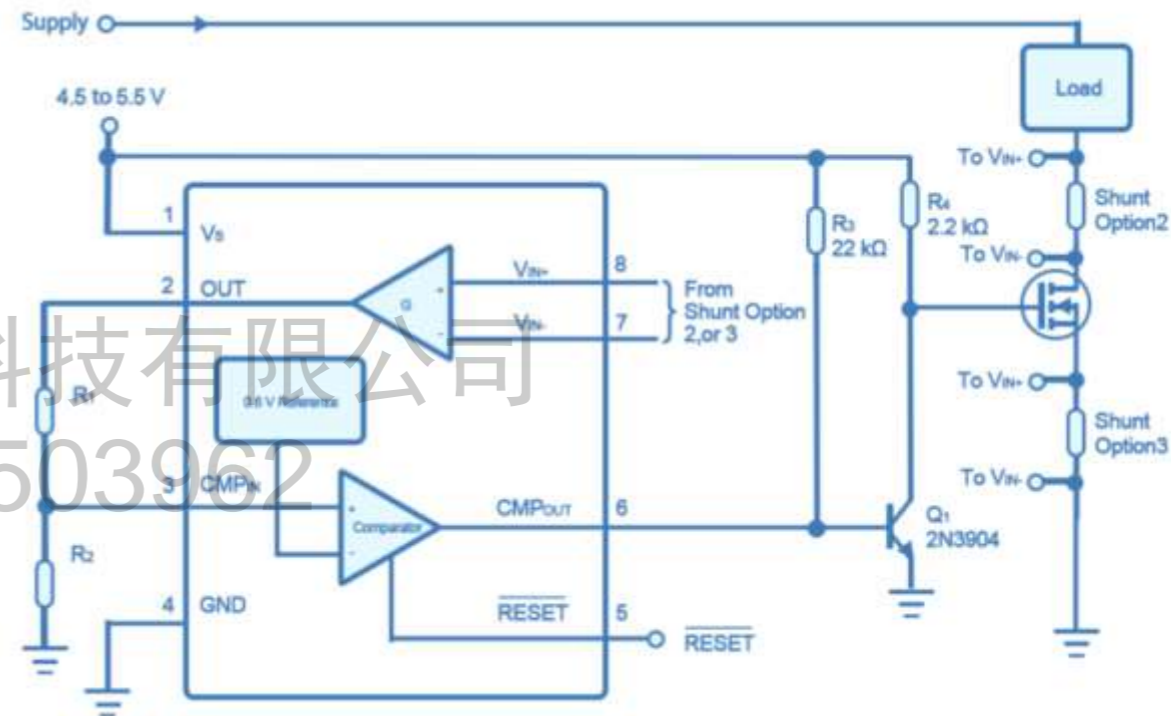 Supply
4.5 to 5.5 V
Load
To VIN+
Shunt
Option2
To VIN-
R3
22 kΩ
R4
2.2 kΩ
1
VS
2
OUT
G
+
-
VIN+
8
VIN-
7
From
Shunt Option
2,or 3
科技有限公司
R1
0.6 V Reference
503962
To VIN+
Shunt
Option3
To VIN-
3
CMPIN
+
-
Comparator
CMPOUT
6
Q1
2N3904
R2
4
GND
RESET
5
RESET